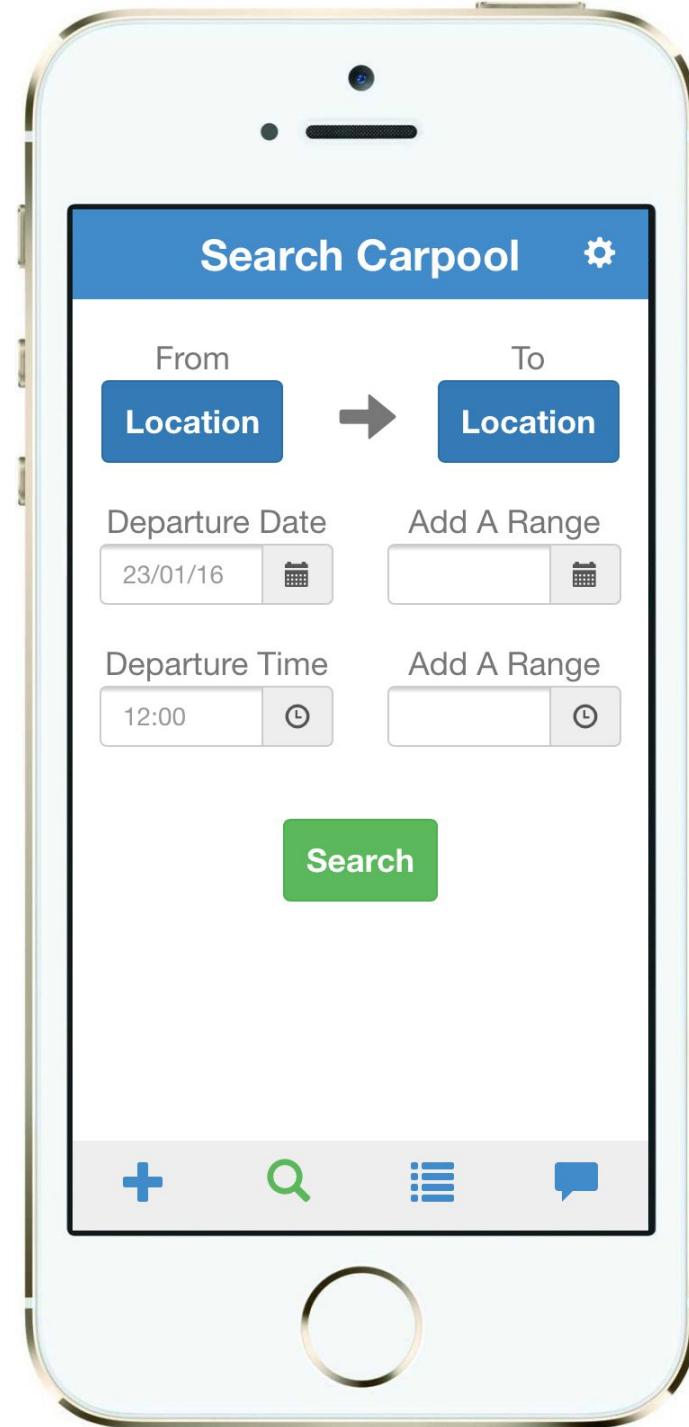 Search Carpool
From To
Location Location
Departure Date Add A Range
23/01/16
Departure Time Add A Range
12:00
Search